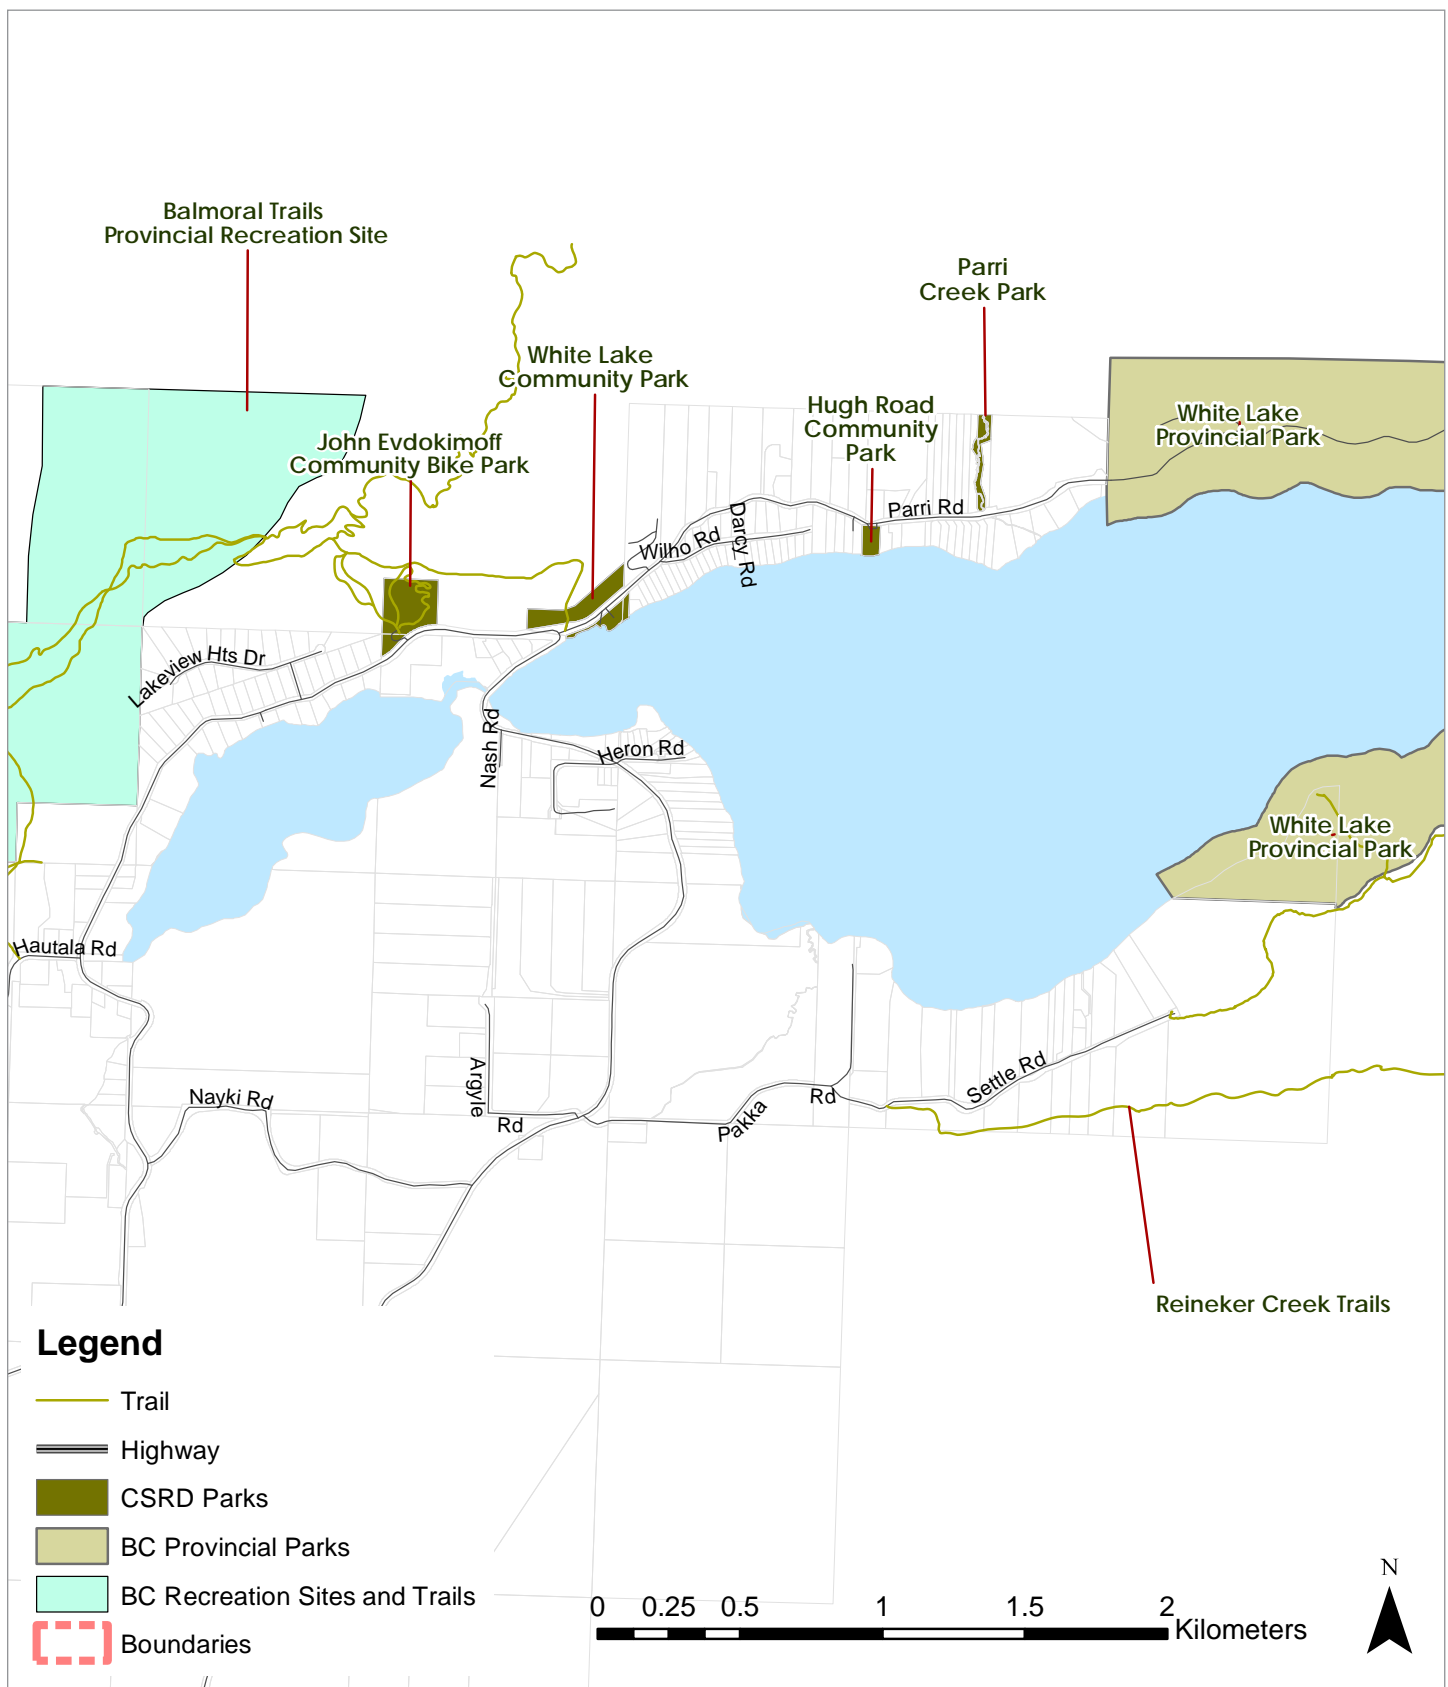 Balmoral Trails
Provincial Recreation Site
Parri
Creek Park
White Lake
Community Park
Hugh Road
Community
Park
White Lake
Provincial Park
John Evdokimoff
Community Bike Park
Parri Rd
Darcy Rd
Wilho Rd
Lakeview Hts Dr
Nash Rd
Heron Rd
White Lake
Provincial Park
Hautala Rd
Argyle
Rd
Nayki Rd
Pakka
Rd
Settle Rd
Reineker Creek Trails
Legend
Trail
Highway
CSRD Parks
BC Provincial Parks
BC Recreation Sites and Trails
Boundaries
0 0.25 0.5 1 1.5 2
Kilometers
N